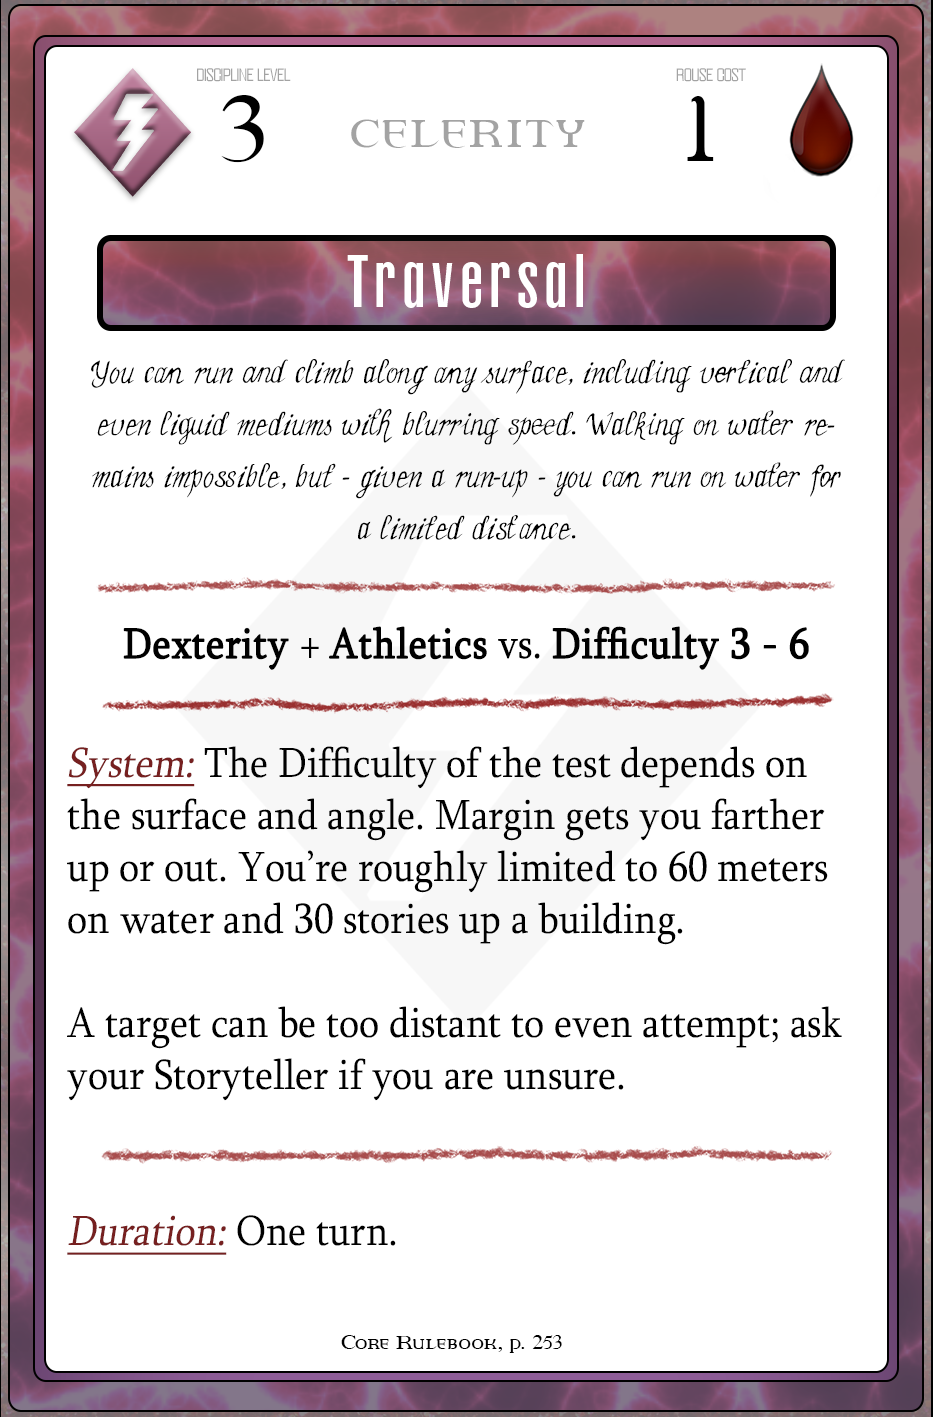 DISCIPLINE LEVEL
3
CELERITY
ROUSE COST
1
Traversal
You can run and climb along any surface, including vertical and
even liquid mediums with blurring speed. Walking on water re-
mains impossible, but - given a run-up - you can run on water for
a limited distance.
Dexterity + Athletics vs. Difficulty 3 - 6
System: The Difficulty of the test depends on
the surface and angle. Margin gets you farther
up or out. You’re roughly limited to 60 meters
on water and 30 stories up a building.
A target can be too distant to even attempt; ask
your Storyteller if you are unsure.
Duration: One turn.
Core Rulebook, p. 253